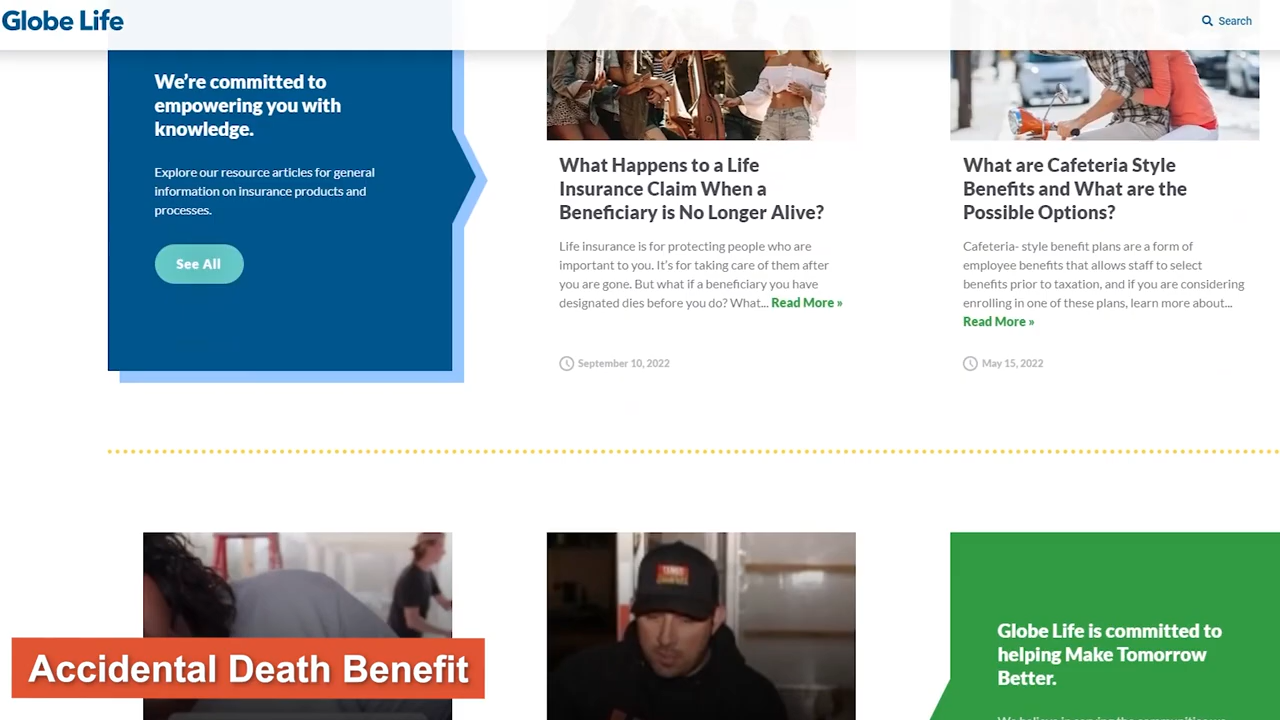 Globe Life
Search
We’re committed to
empowering you with
knowledge.
Explore our resource articles for general
information on insurance products and
processes.
See All
What Happens to a Life
Insurance Claim When a
Beneficiary is No Longer Alive?
Life insurance is for protecting people who are
important to you. It’s for taking care of them after
you are gone. But what if a beneficiary you have
designated dies before you do? What... Read More »
September 10, 2022
What are Cafeteria Style
Benefits and What are the
Possible Options?
Cafeteria- style benefit plans are a form of
employee benefits that allows staff to select
benefits prior to taxation, and if you are considering
enrolling in one of these plans, learn more about...
Read More »
May 15, 2022
Globe Life is committed to
helping Make Tomorrow
Better.
Accidental Death Benefit